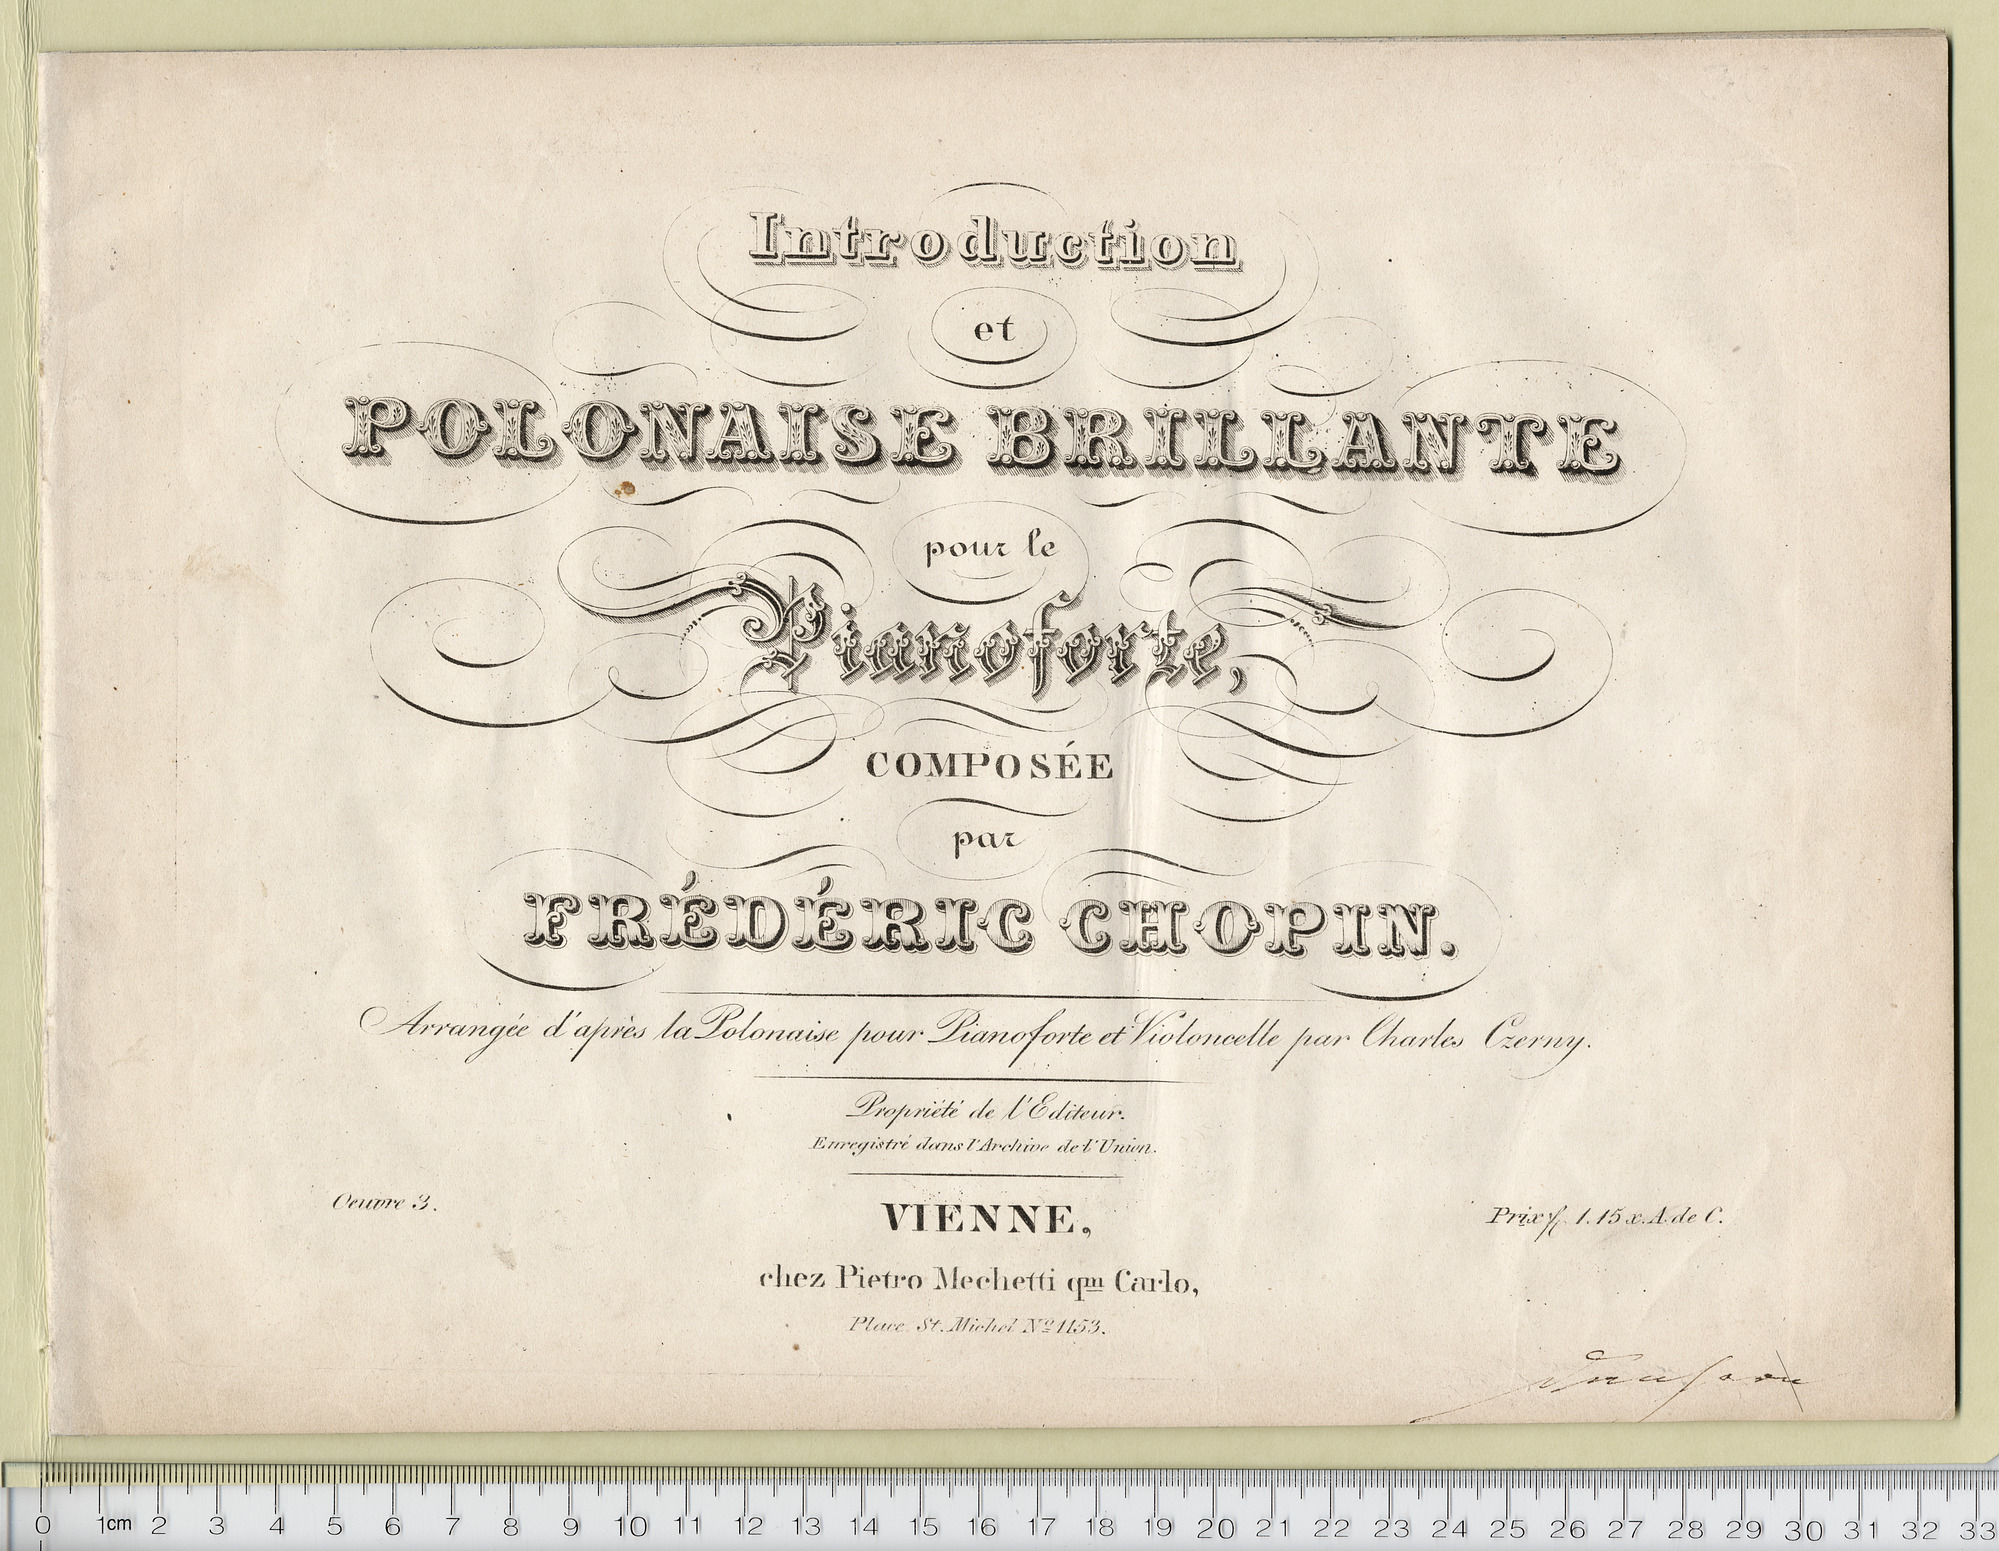 Introduction
et
POLONAISE BRILLANTE
pour le
Pianoforte,
COMPOSÉE
par
FRÉDÉRIC CHOPIN.
Arrangée d'après la Polonaise pour Pianoforte et Violoncelle par Charles Czerny.
Propriété de l'Editeur.
Enregistré dans l'Archive de l'Union.
Oeuvre 3.
VIENNE,
Prix f 1.15 x. A. de C.
chez Pietro Mechetti qm Carlo,
Place St. Michel No 1153.
0 1cm 2 3 4 5 6 7 8 9 10 11 12 13 14 15 16 17 18 19 20 21 22 23 24 25 26 27 28 29 30 31 32 33